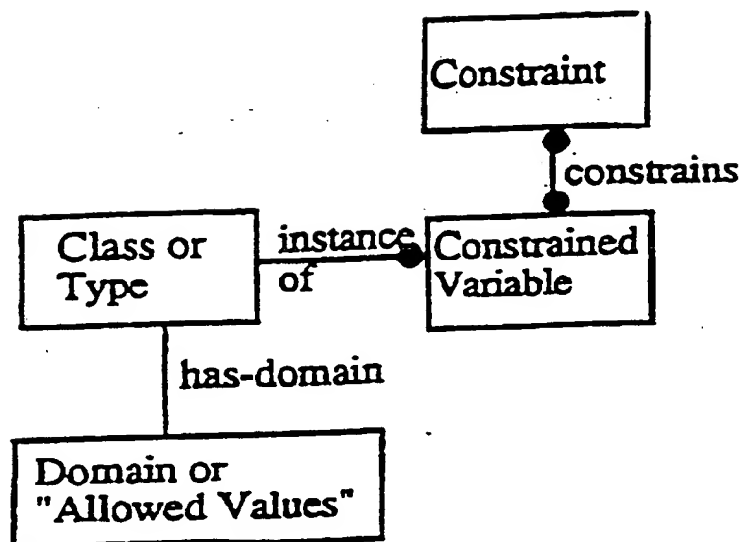 Constraint
constrains
Class or
Type
instance
of
Constrained
Variable
has-domain
Domain or
"Allowed Values"